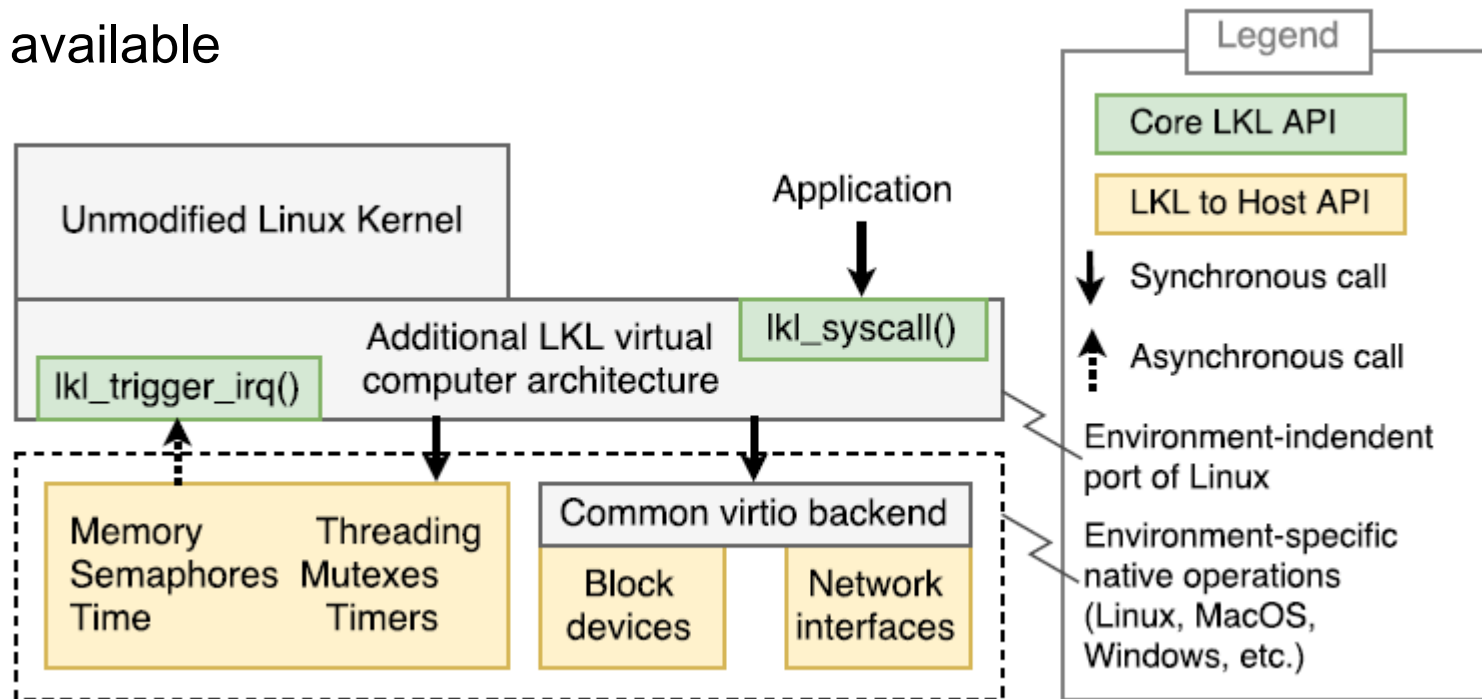 available
Unmodified Linux Kernel
Application
lkl_syscall()
Additional LKL virtual
computer architecture
lkl_trigger_irq()
Memory Threading
Semaphores Mutexes
Time Timers
Common virtio backend
Block
devices
Network
interfaces
Legend
Core LKL API
LKL to Host API
Synchronous call
Asynchronous call
Environment-indendent
port of Linux
Environment-specific
native operations
(Linux, MacOS,
Windows, etc.)